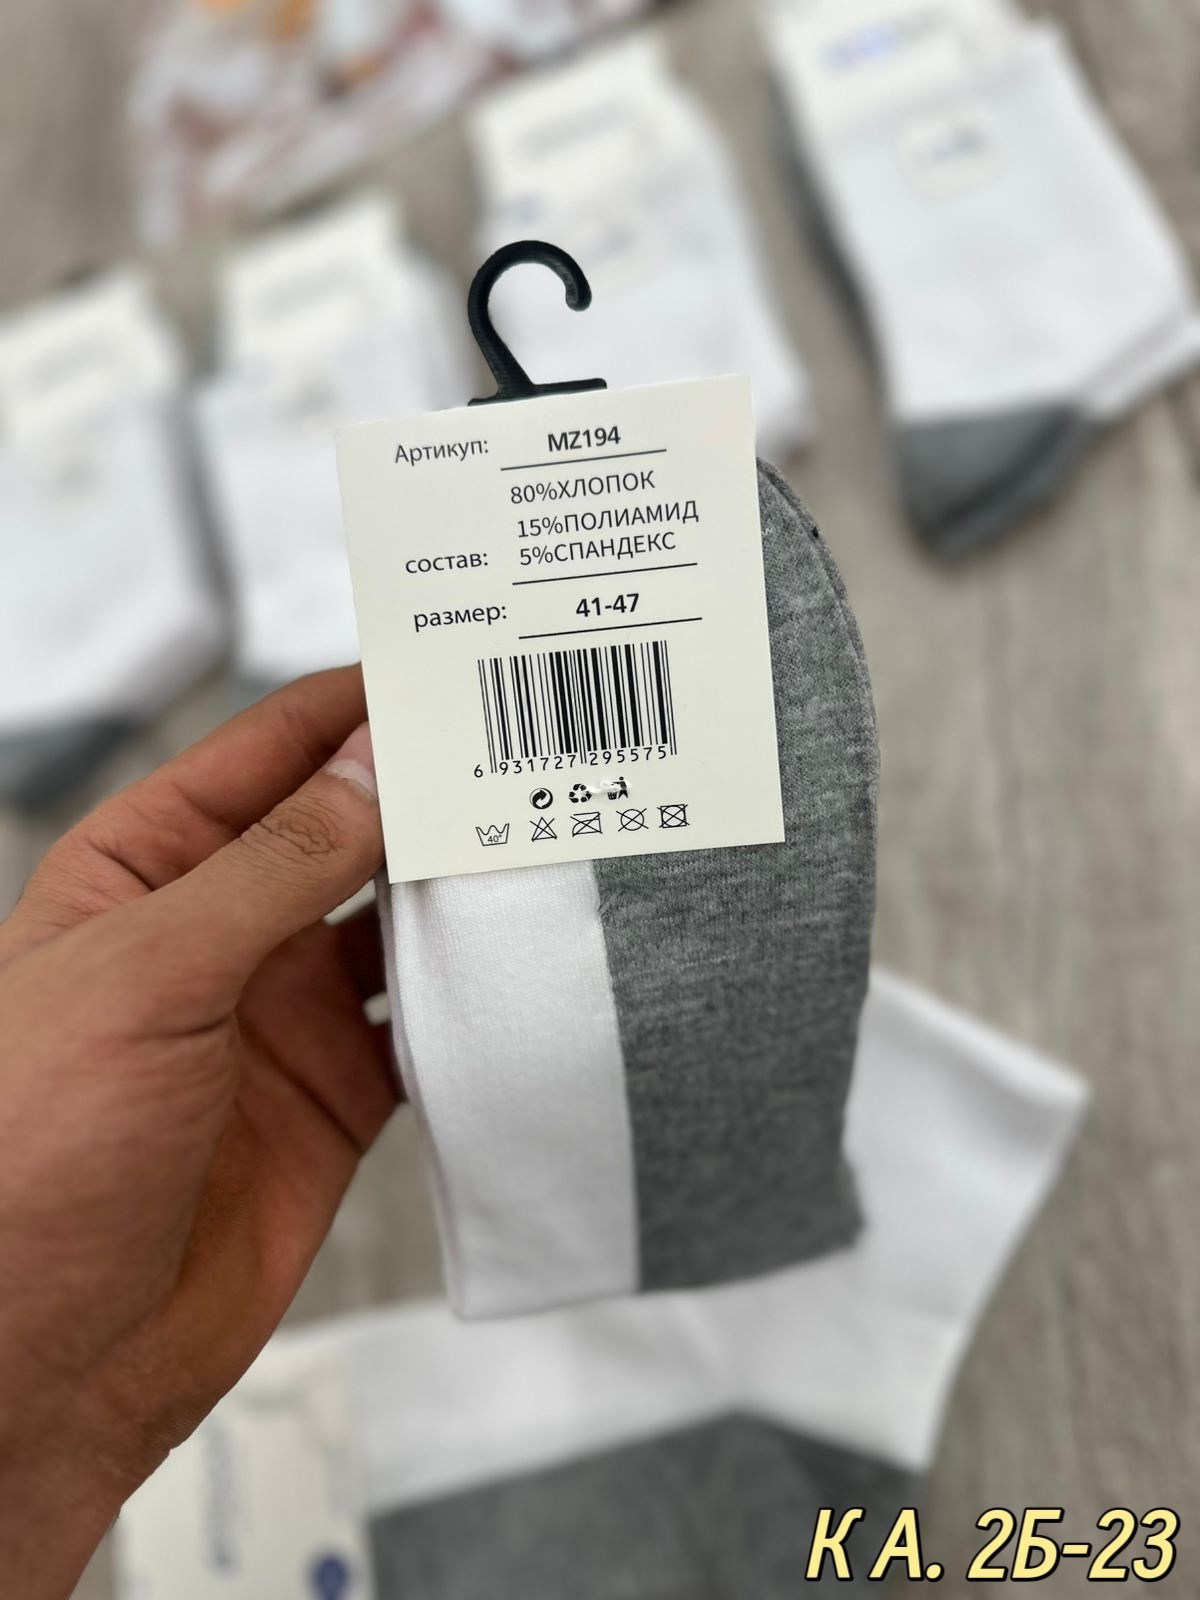 Артикуп: MZ194
80%ХЛОПОК
15%ПОЛИАМИД
состав: 5%СПАНДЕКС
размер: 41-47
6 931727 295575
40°
К А. 2Б-23